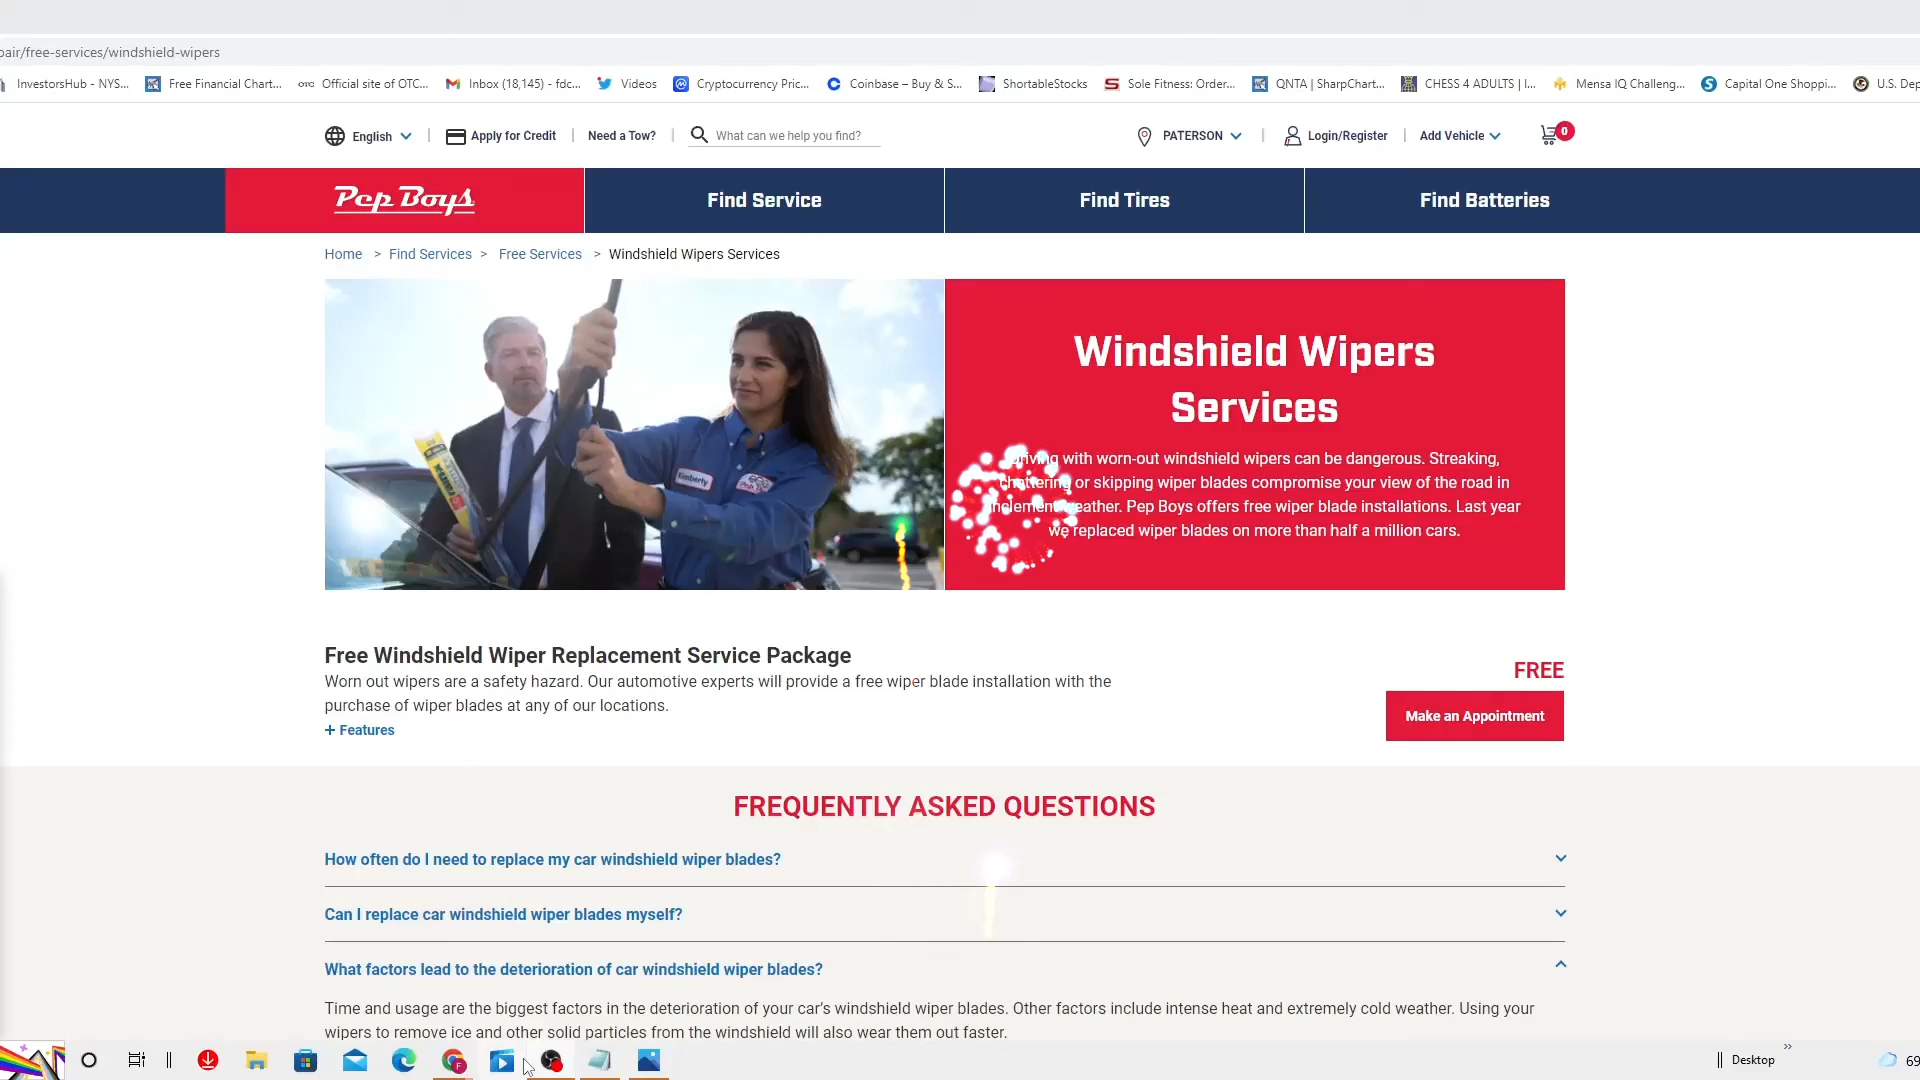 pair/free-services/windshield-wipers
InvestorsHub - NYS... Free Financial Chart... OTC Official site of OTC... Inbox (18,145) - fdc... Videos Cryptocurrency Pric... Coinbase – Buy & S... ShortableStocks Sole Fitness: Order... QNTA | SharpChart... CHESS 4 ADULTS | I... Mensa IQ Challeng... Capital One Shoppi... U.S. Dep
English | Apply for Credit | Need a Tow? | What can we help you find? PATERSON | Login/Register | Add Vehicle 0
Pep Boys Find Service Find Tires Find Batteries
Home > Find Services > Free Services > Windshield Wipers Services
Kimberly
Windshield Wipers
Services
Driving with worn-out windshield wipers can be dangerous. Streaking,
chattering or skipping wiper blades compromise your view of the road in
inclement weather. Pep Boys offers free wiper blade installations. Last year
we replaced wiper blades on more than half a million cars.
Free Windshield Wiper Replacement Service Package
Worn out wipers are a safety hazard. Our automotive experts will provide a free wiper blade installation with the
purchase of wiper blades at any of our locations.
+ Features
FREE
Make an Appointment
FREQUENTLY ASKED QUESTIONS
How often do I need to replace my car windshield wiper blades?
Can I replace car windshield wiper blades myself?
What factors lead to the deterioration of car windshield wiper blades?
Time and usage are the biggest factors in the deterioration of your car's windshield wiper blades. Other factors include intense heat and extremely cold weather. Using your
wipers to remove ice and other solid particles from the windshield will also wear them out faster.
Desktop » 69